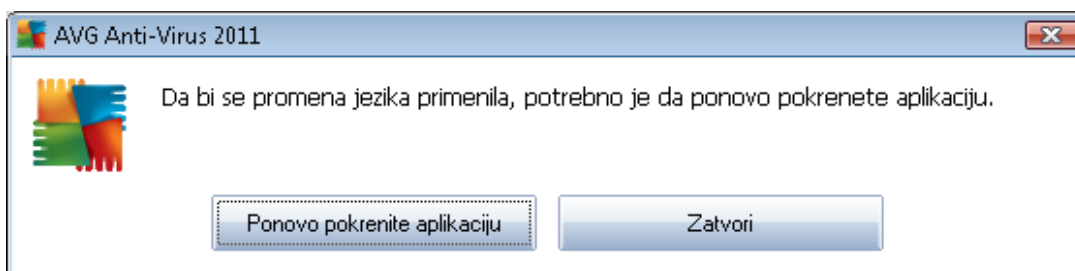 AVG Anti-Virus 2011
Da bi se promena jezika primenila, potrebno je da ponovo pokrenete aplikaciju.
Ponovo pokrenite aplikaciju
Zatvori